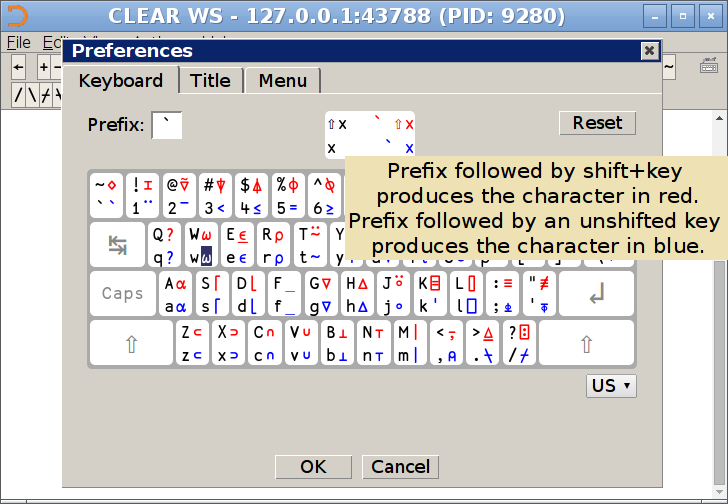 CLEAR WS - 127.0.0.1:43788 (PID: 9280)
File
Preferences
Keyboard Title Menu
Prefix: `
⇧x ` ⇧x
x ` x
Reset
Prefix followed by shift+key
produces the character in red.
Prefix followed by an unshifted key
produces the character in blue.
~⋄ !⌶ @⍫ #⍒ $⍋ %⌽ ^⍉
`` 1¨ 2¯ 3< 4≤ 5= 6≥
Q? W⍵ E⍷ R⍴ T⍨
q? w⍵ e∊ r⍴ t~
Caps
A⍺ S⌈ D⌊ F_ G∇ H∆ J⍤ K⌸ L⌷ :≡ "≢
a⍺ s⌈ d⌊ f_ g∇ h∆ j∘ k' l⎕ ;⍎ '⍕
Z⊂ X⊃ C∩ V∪ B⊥ N⊤ M| <⍪ >⍙ ?⍠
z⊂ x⊃ c∩ v∪ b⊥ n⊤ m| ,⍝ .⍀ /⌿
US
OK Cancel